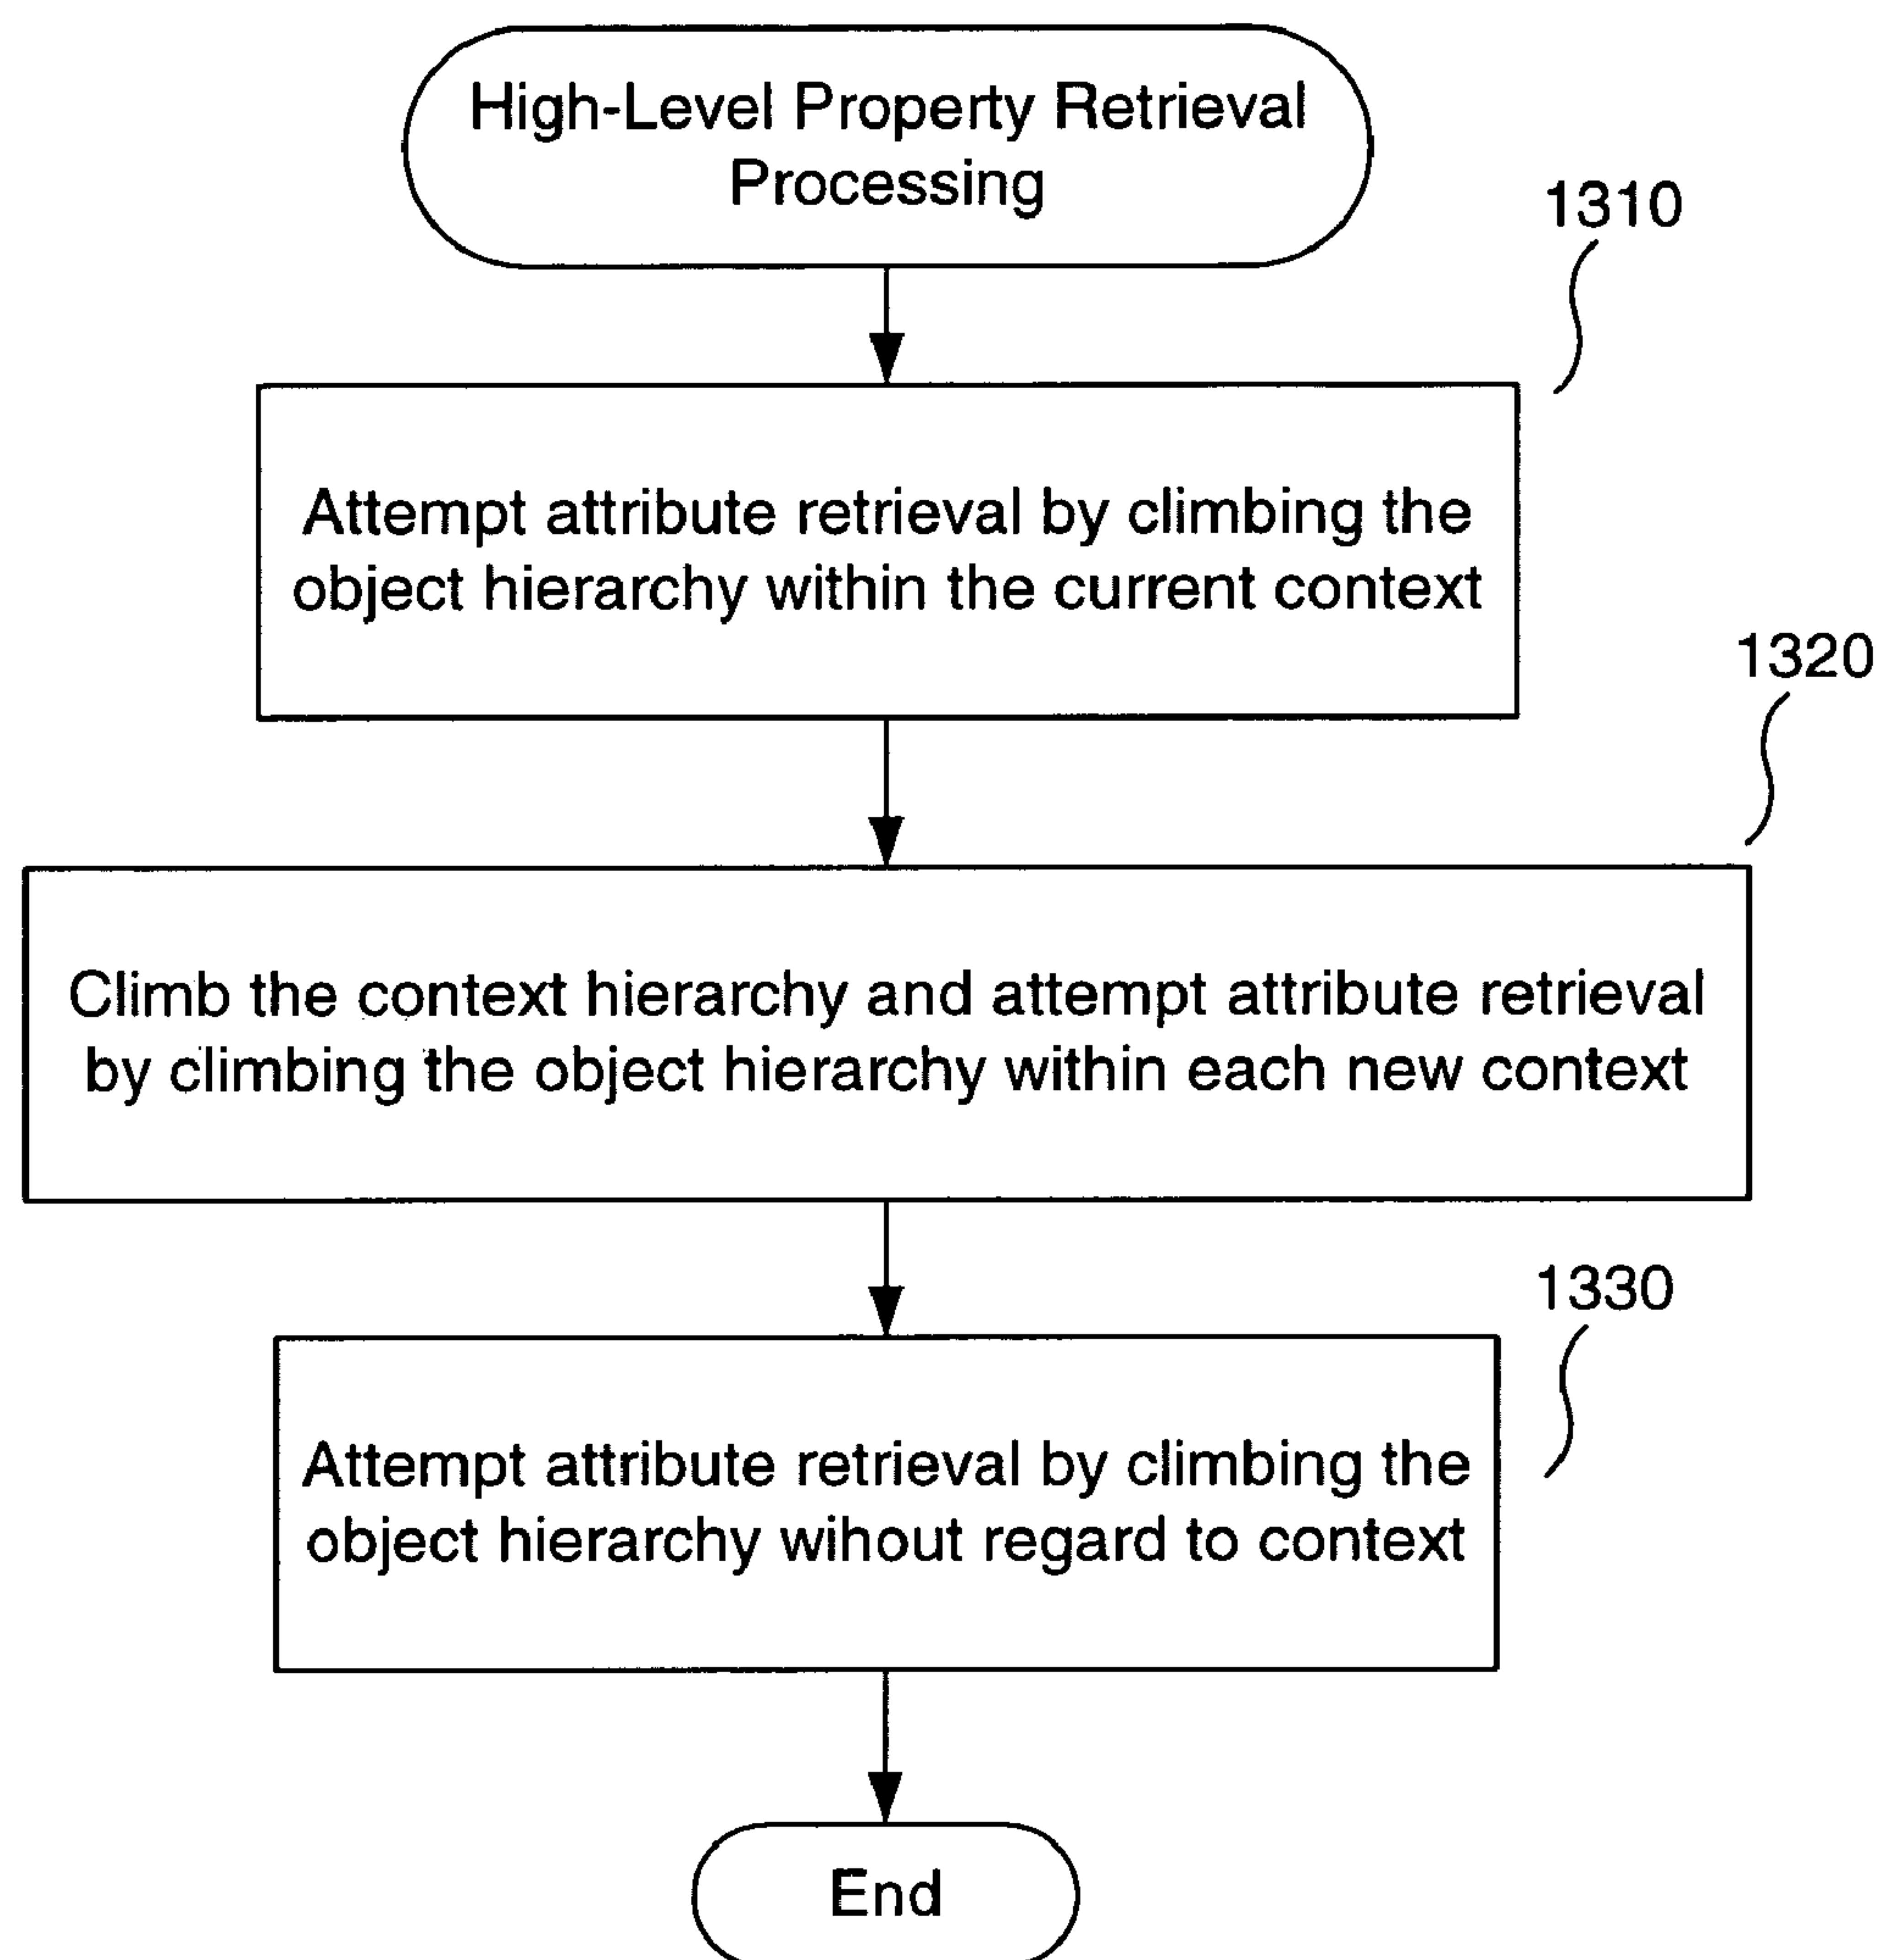 High-Level Property Retrieval
Processing
1310
Attempt attribute retrieval by climbing the
object hierarchy within the current context
1320
Climb the context hierarchy and attempt attribute retrieval
by climbing the object hierarchy within each new context
1330
Attempt attribute retrieval by climbing the
object hierarchy wihout regard to context
End